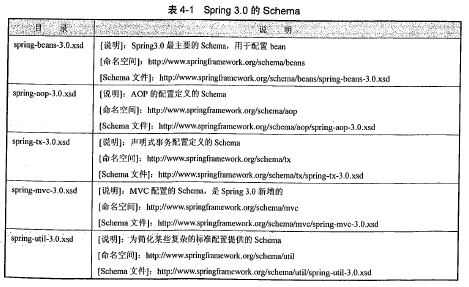 表 4-1 Spring 3.0 的 Schema
目 录 说 明
spring-beans-3.0.xsd [说明]：Spring3.0 最主要的 Schema，用于配置 bean
[命名空间]：http://www.springframework.org/schema/beans
[Schema 文件]：http://www.springframework.org/schema/beans/spring-beans-3.0.xsd
spring-aop-3.0.xsd [说明]：AOP 的配置定义的 Schema
[命名空间]：http://www.springframework.org/schema/aop
[Schema 文件]：http://www.springframework.org/schema/aop/spring-aop-3.0.xsd
spring-tx-3.0.xsd [说明]：声明式事务配置定义的 Schema
[命名空间]：http://www.springframework.org/schema/tx
[Schema 文件]：http://www.springframework.org/schema/tx/spring-tx-3.0.xsd
spring-mvc-3.0.xsd [说明]：MVC 配置的 Schema，是 Spring 3.0 新增的
[命名空间]：http://www.springframework.org/schema/mvc
[Schema 文件]：http://www.springframework.org/schema/mvc/spring-mvc-3.0.xsd
spring-util-3.0.xsd [说明]：为简化某些复杂的标准配置提供的 Schema
[命名空间]：http://www.springframework.org/schema/util
[Schema 文件]：http://www.springframework.org/schema/util/spring-util-3.0.xsd